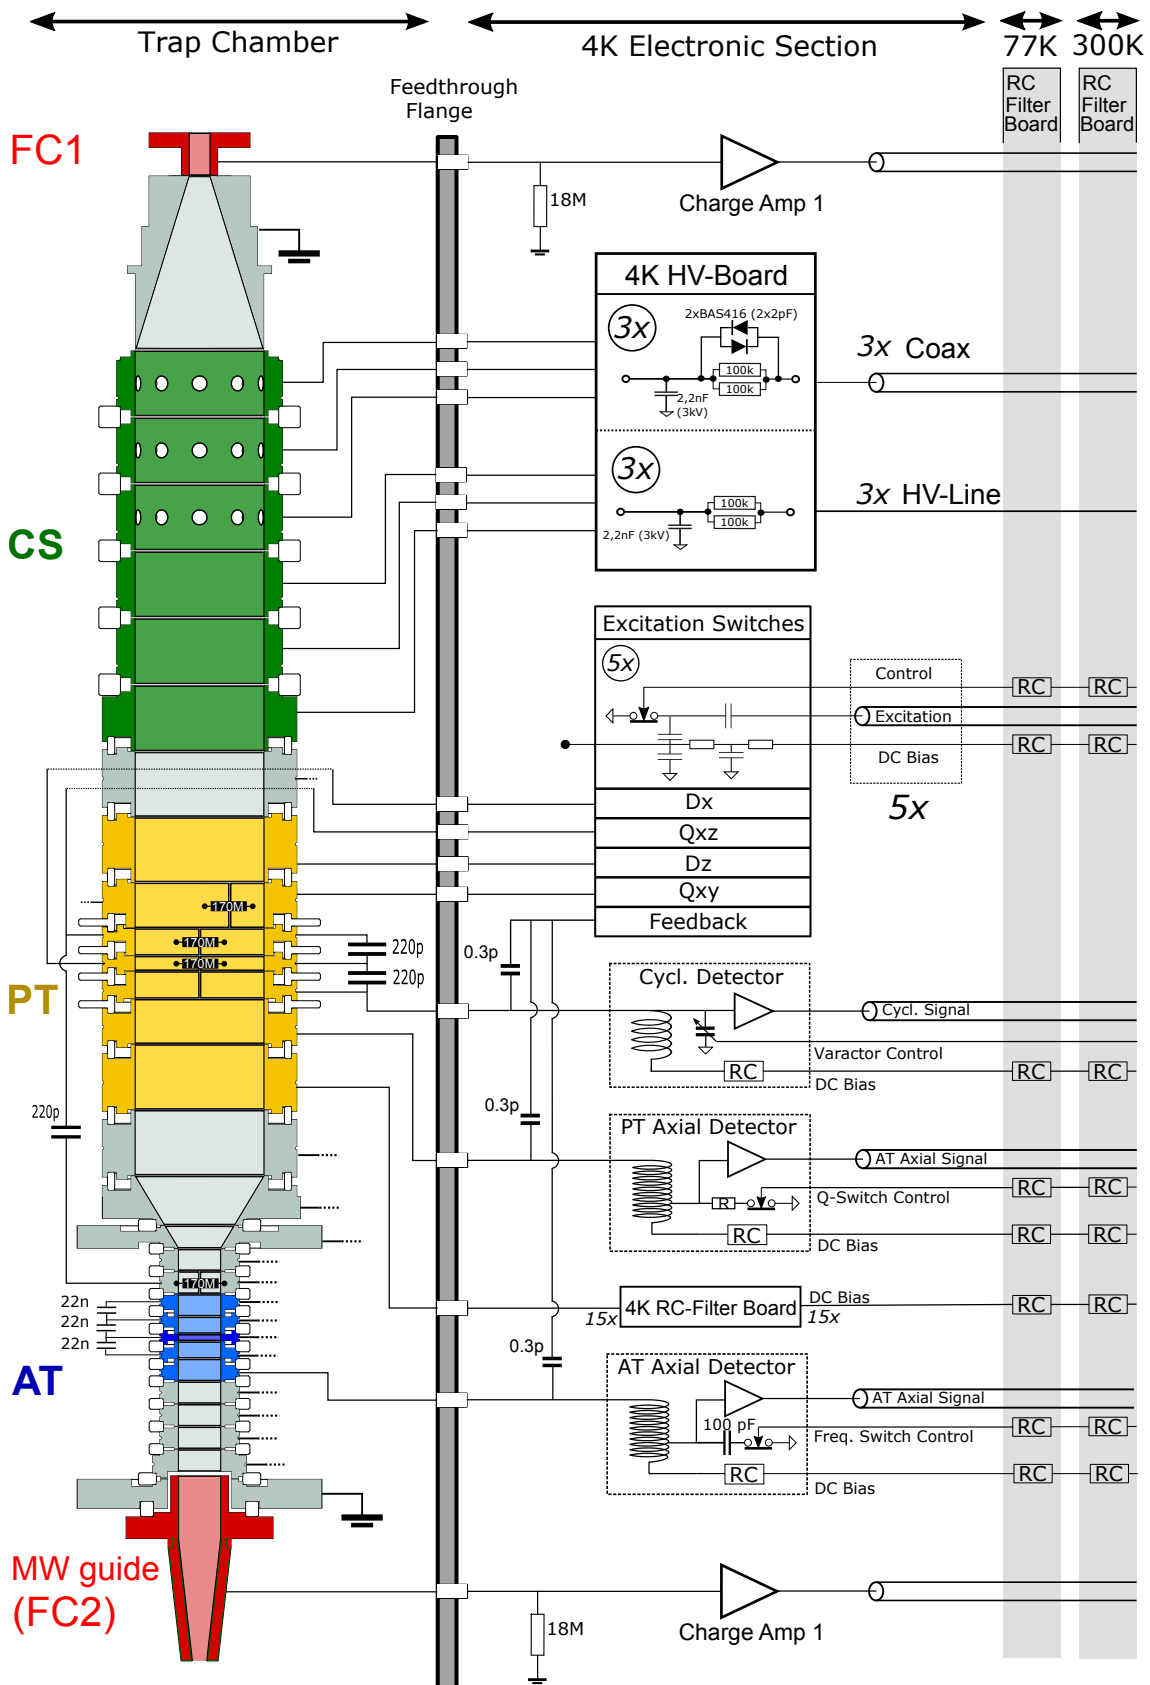 Trap Chamber
4K Electronic Section
77K
300K
Feedthrough
Flange
RC
Filter
Board
RC
Filter
Board
FC1
18M
Charge Amp 1
4K HV-Board
3x
2xBAS416 (2x2pF)
100k
100k
2,2nF
(3kV)
3x Coax
3x
100k
100k
2,2nF (3kV)
3x HV-Line
CS
Excitation Switches
5x
Control
RC
RC
Excitation
RC
RC
DC Bias
5x
Dx
Qxz
Dz
Qxy
Feedback
170M
170M
170M
220p
220p
0.3p
PT
Cycl. Detector
Cycl. Signal
Varactor Control
RC
DC Bias
RC
RC
220p
0.3p
PT Axial Detector
AT Axial Signal
R
Q-Switch Control
RC
RC
RC
DC Bias
RC
RC
170M
22n
22n
22n
15x
4K RC-Filter Board
DC Bias
15x
RC
RC
0.3p
AT
AT Axial Detector
AT Axial Signal
100 pF
Freq. Switch Control
RC
RC
RC
DC Bias
RC
RC
MW guide
(FC2)
18M
Charge Amp 1